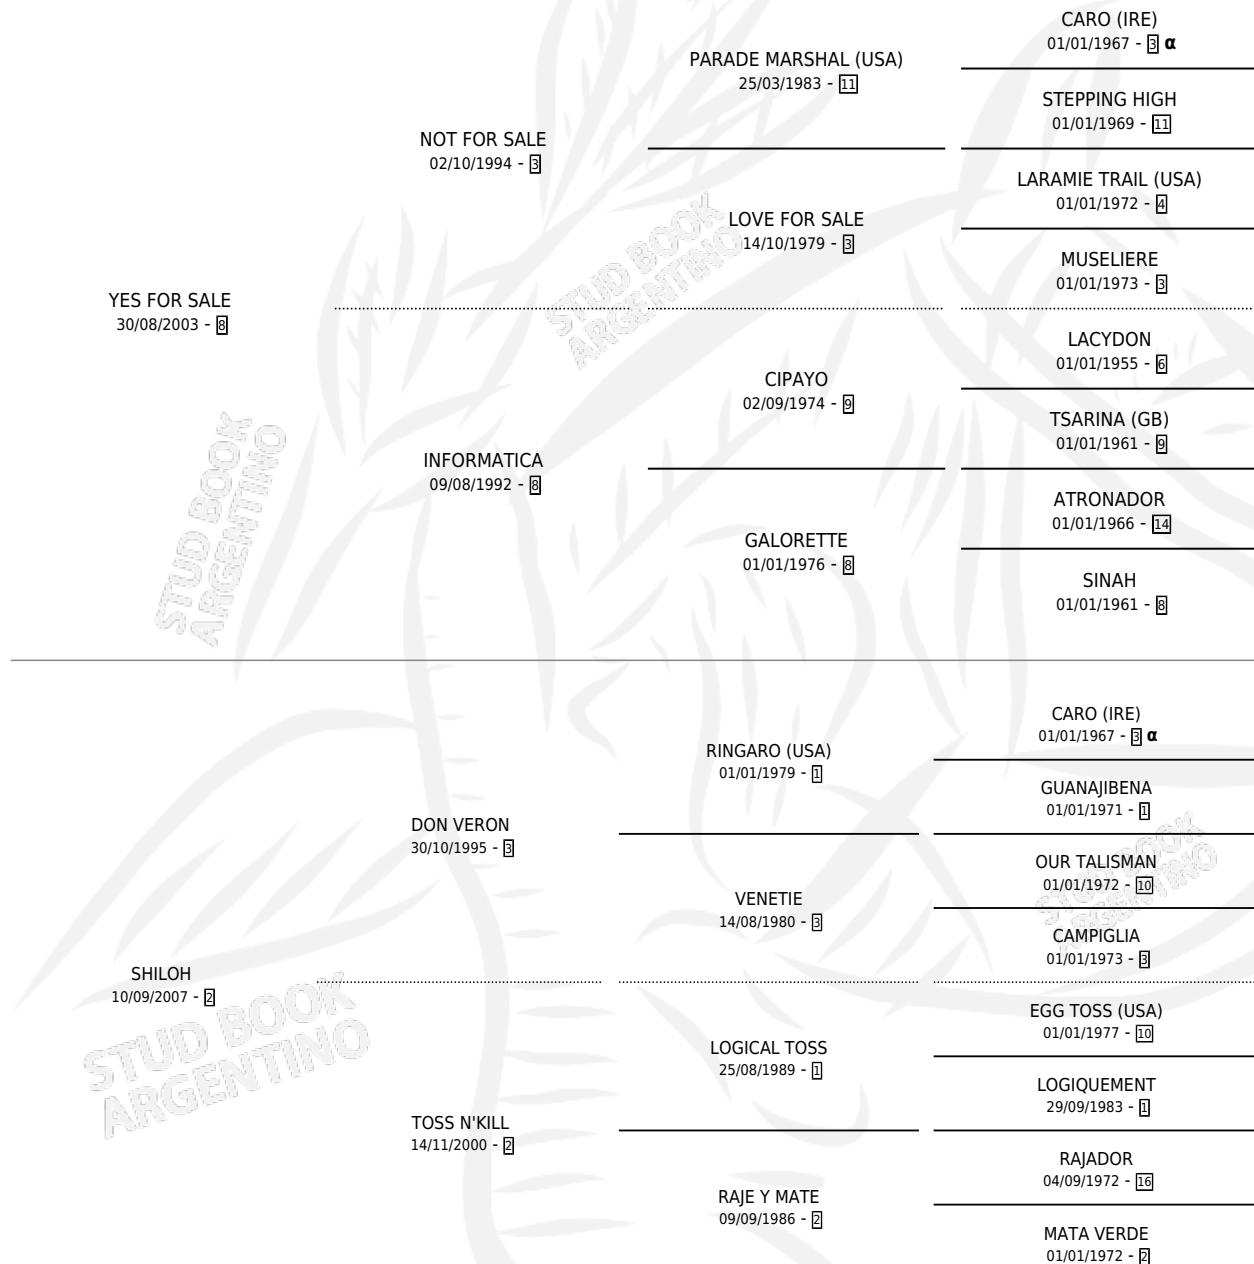 CARO (IRE)
01/01/1967 - 3 α
PARADE MARSHAL (USA)
25/03/1983 - 11
STEPPING HIGH
01/01/1969 - 11
NOT FOR SALE
02/10/1994 - 3
LARAMIE TRAIL (USA)
01/01/1972 - 4
LOVE FOR SALE
14/10/1979 - 3
MUSELIERE
01/01/1973 - 3
YES FOR SALE
30/08/2003 - 8
LACYDON
01/01/1955 - 6
CIPAYO
02/09/1974 - 9
TSARINA (GB)
01/01/1961 - 9
INFORMATICA
09/08/1992 - 8
ATRONADOR
01/01/1966 - 14
GALORETTE
01/01/1976 - 8
SINAH
01/01/1961 - 8
CARO (IRE)
01/01/1967 - 3 α
RINGARO (USA)
01/01/1979 - 1
GUANAJIBENA
01/01/1971 - 1
DON VERON
30/10/1995 - 3
OUR TALISMAN
01/01/1972 - 10
VENETIE
14/08/1980 - 3
CAMPIGLIA
01/01/1973 - 3
SHILOH
10/09/2007 - 2
EGG TOSS (USA)
01/01/1977 - 10
LOGICAL TOSS
25/08/1989 - 1
LOGIQUEMENT
29/09/1983 - 1
TOSS N'KILL
14/11/2000 - 2
RAJADOR
04/09/1972 - 16
RAJE Y MATE
09/09/1986 - 2
MATA VERDE
01/01/1972 - 2
STUD BOOK
ARGENTINO
STUD BOOK
ARGENTINO
STUD BOOK
ARGENTINO
STUD BOOK
ARGENTINO